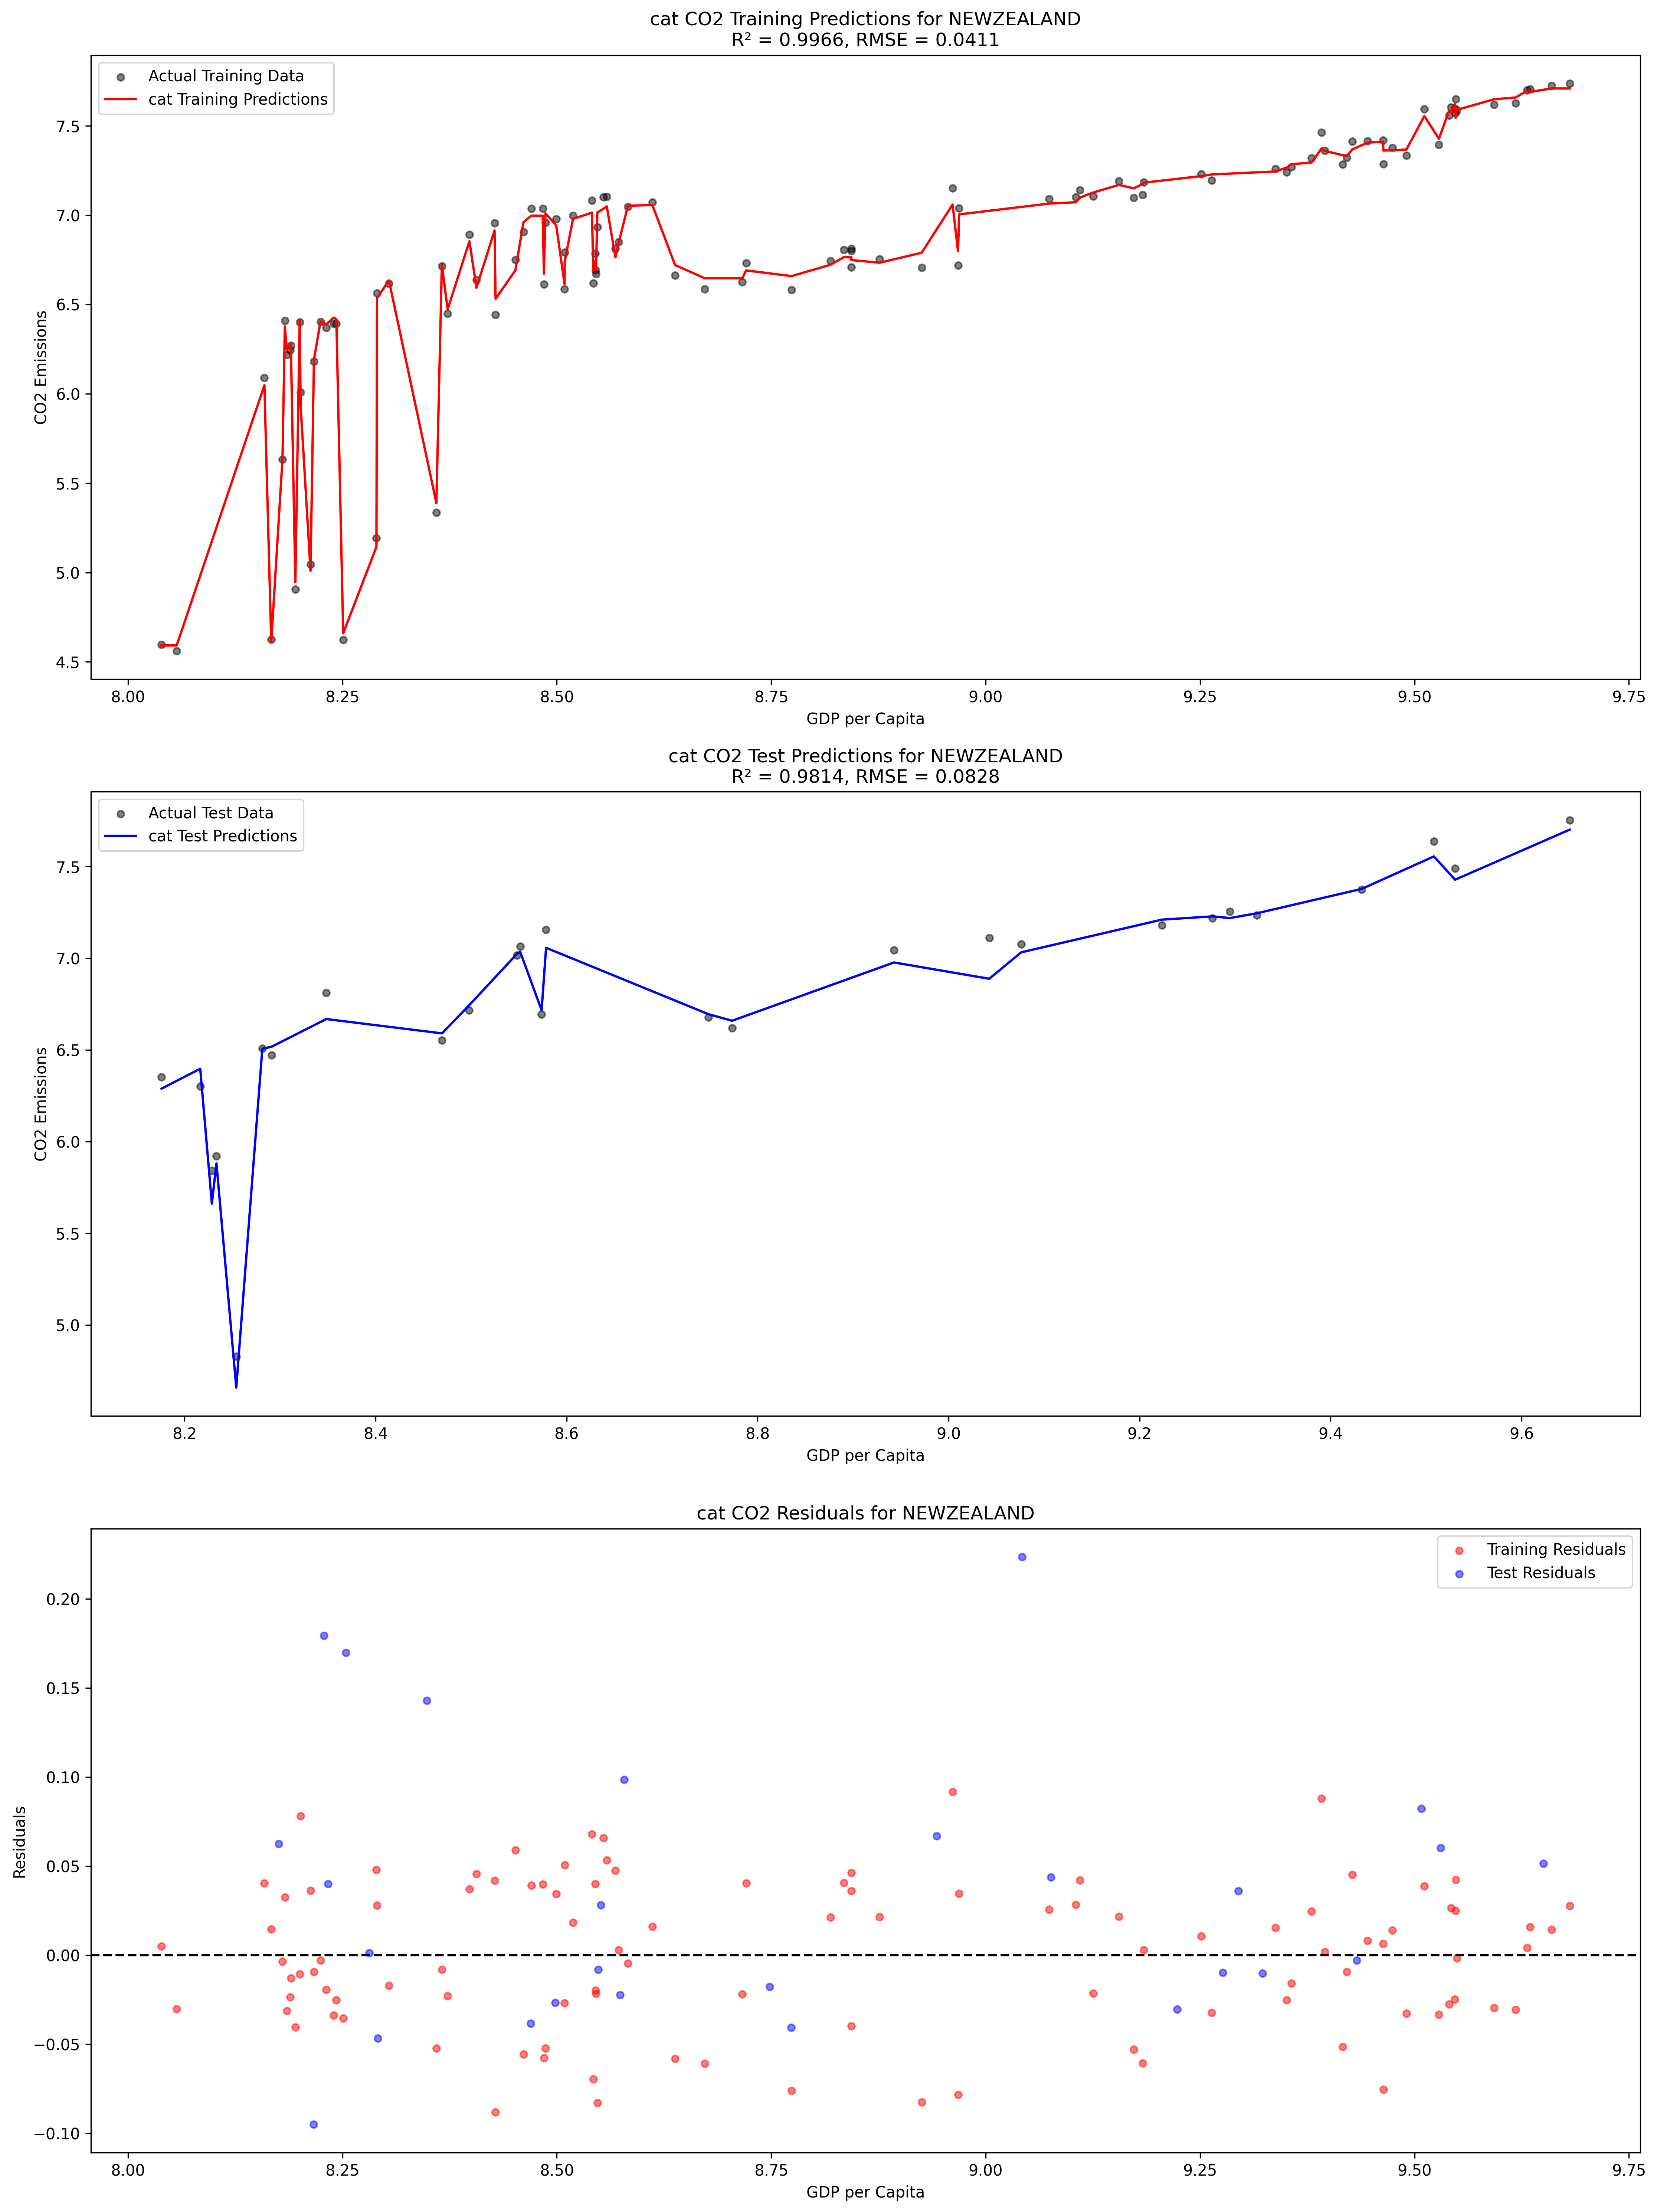 cat CO2 Training Predictions for NEWZEALAND
R² = 0.9966, RMSE = 0.0411
Actual Training Data
cat Training Predictions
CO2 Emissions
7.5
7.0
6.5
6.0
5.5
5.0
4.5
8.00 8.25 8.50 8.75 9.00 9.25 9.50 9.75
GDP per Capita
cat CO2 Test Predictions for NEWZEALAND
R² = 0.9814, RMSE = 0.0828
Actual Test Data
cat Test Predictions
CO2 Emissions
7.5
7.0
6.5
6.0
5.5
5.0
8.2 8.4 8.6 8.8 9.0 9.2 9.4 9.6
GDP per Capita
cat CO2 Residuals for NEWZEALAND
Training Residuals
Test Residuals
Residuals
0.20
0.15
0.10
0.05
0.00
−0.05
−0.10
8.00 8.25 8.50 8.75 9.00 9.25 9.50 9.75
GDP per Capita